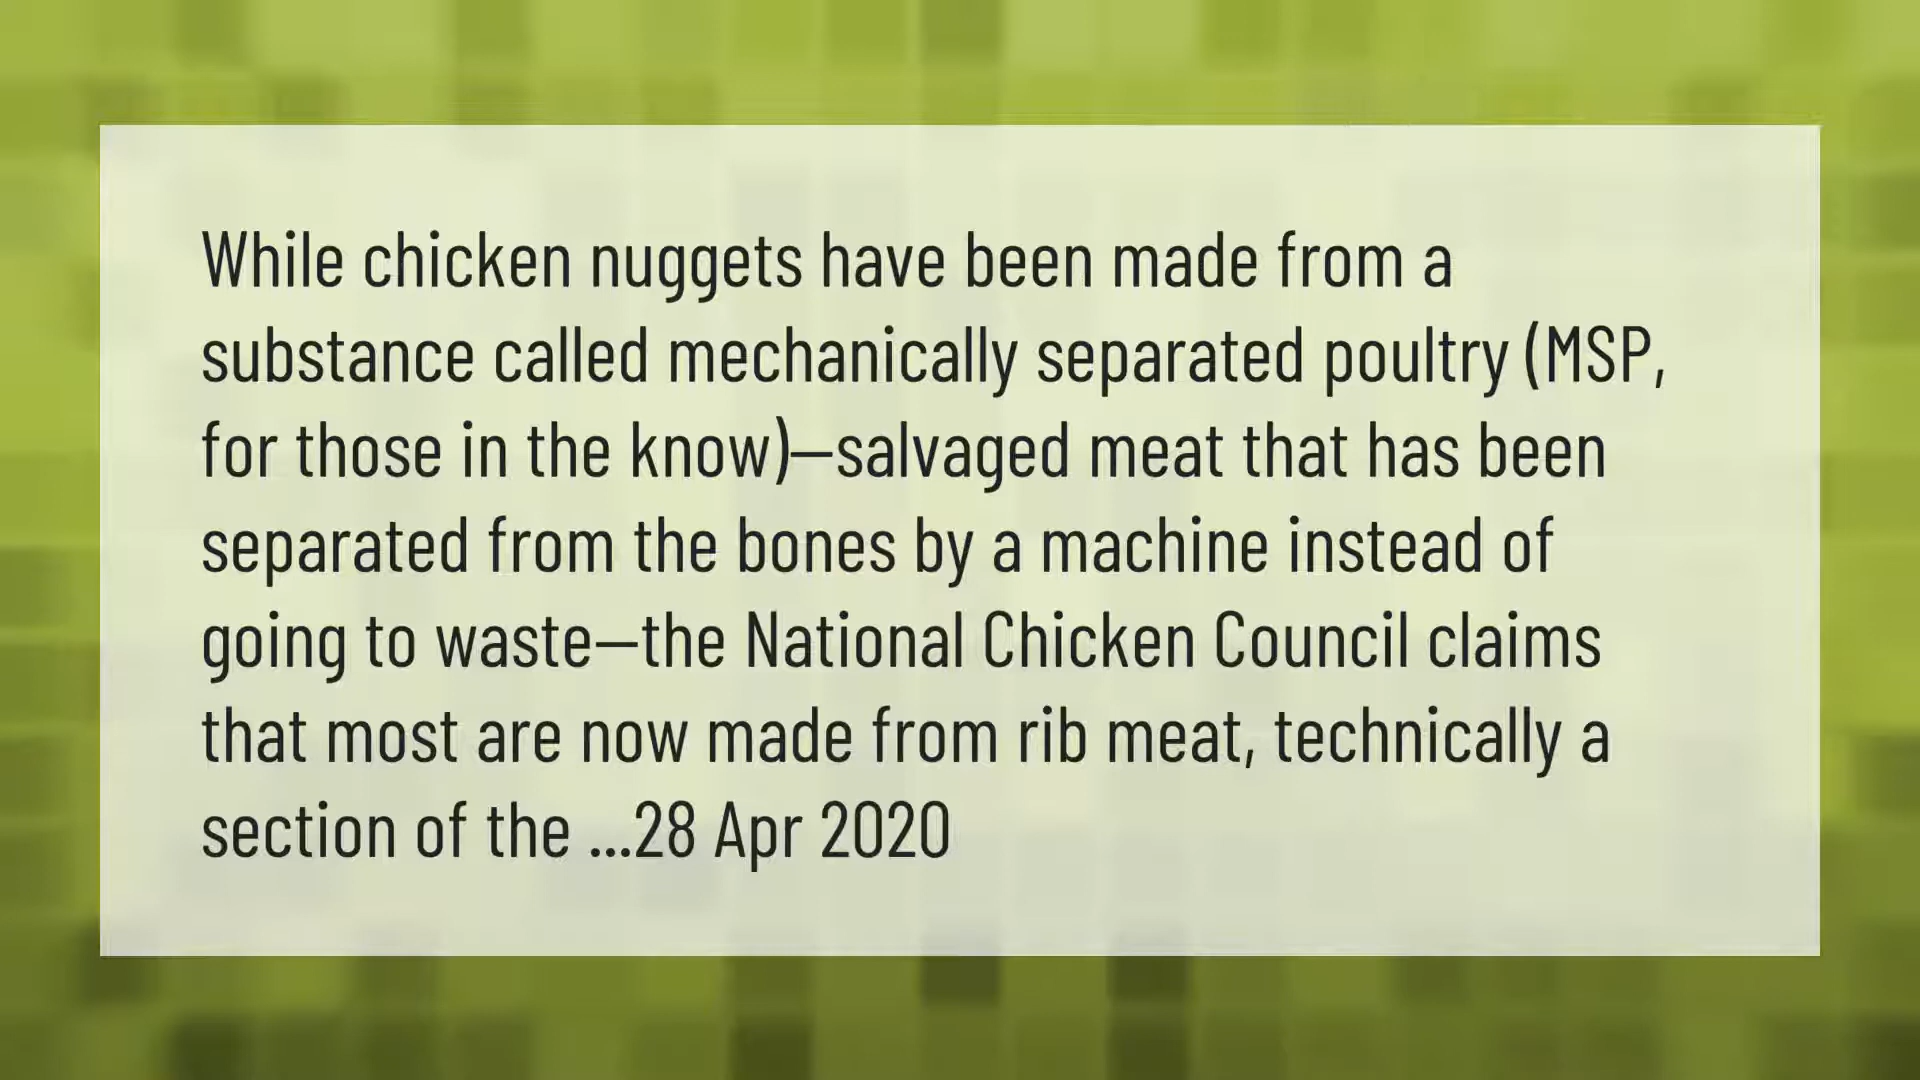 While chicken nuggets have been made from a
substance called mechanically separated poultry (MSP,
for those in the know)—salvaged meat that has been
separated from the bones by a machine instead of
going to waste—the National Chicken Council claims
that most are now made from rib meat, technically a
section of the ...28 Apr 2020